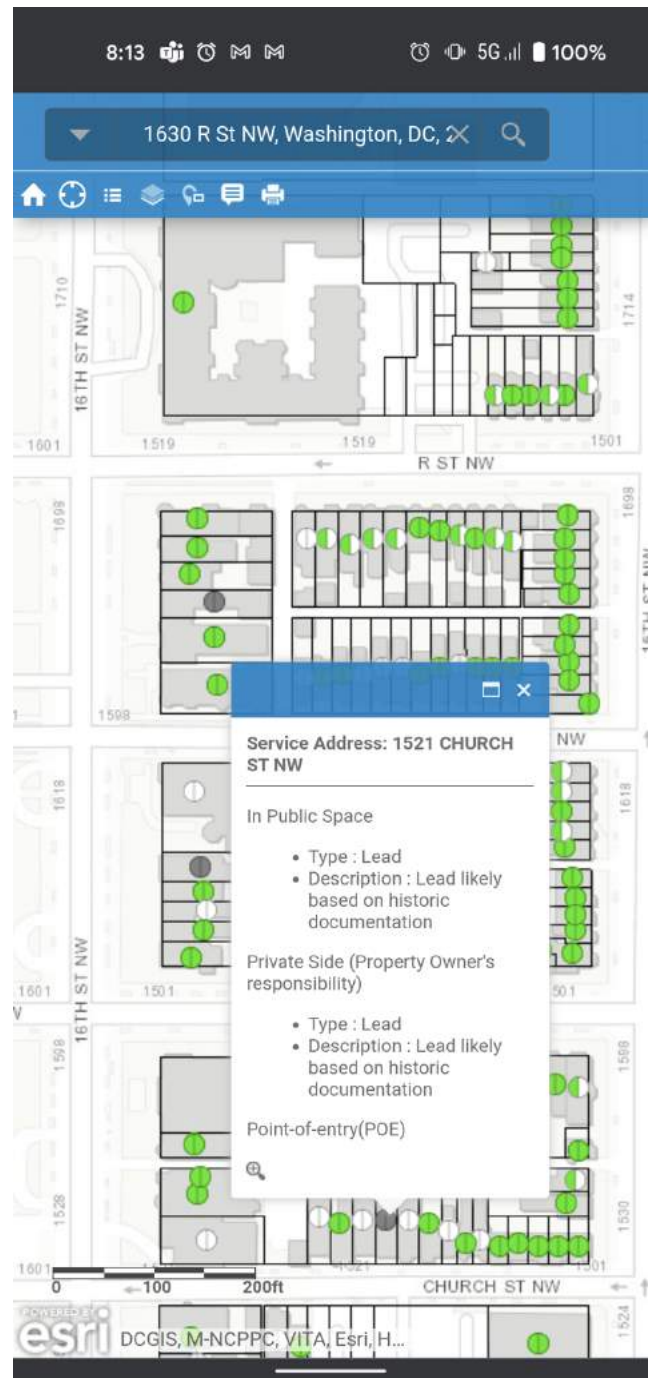 8:13
5G 100%
1630 R St NW, Washington, DC, 2
1710
16TH ST NW
1714
1601
1519
1519
1501
R ST NW
1698
1698
1698
16TH ST NW
1598
NW
Service Address: 1521 CHURCH
ST NW
In Public Space
• Type : Lead
• Description : Lead likely
based on historic
documentation
Private Side (Property Owner's
responsibility)
• Type : Lead
• Description : Lead likely
based on historic
documentation
Point-of-entry(POE)
1618
1601
1501
501
16TH ST NW
1598
1598
1528
1530
1601
1501
0 100 200ft
CHURCH ST NW
1524
POWERED BY
esri
DCGIS, M-NCPPC, VITA, Esri, H...